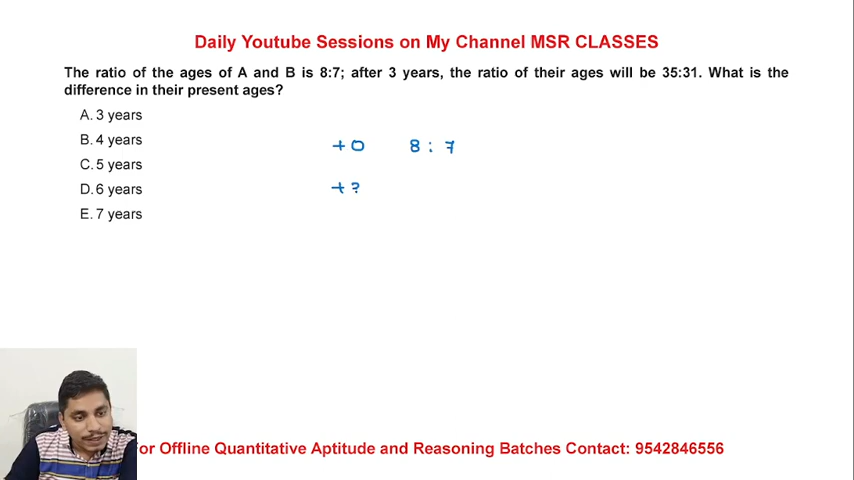 Daily Youtube Sessions on My Channel MSR CLASSES
The ratio of the ages of A and B is 8:7; after 3 years, the ratio of their ages will be 35:31. What is the
difference in their present ages?
A. 3 years
B. 4 years
C. 5 years
D. 6 years
E. 7 years
+0 8 : 7
+3
or Offline Quantitative Aptitude and Reasoning Batches Contact: 9542846556